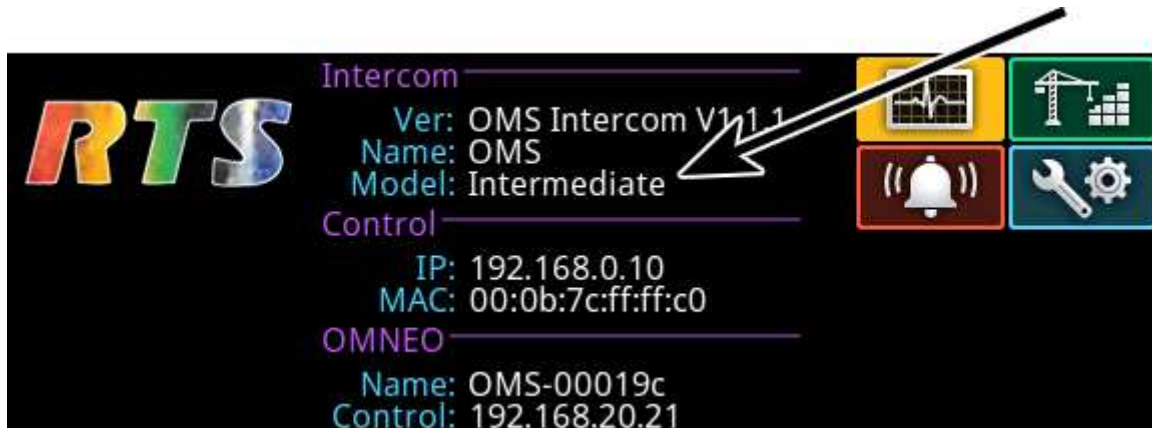 RTS
Intercom
Ver: OMS Intercom V1.1.1
Name: OMS
Model: Intermediate
Control
IP: 192.168.0.10
MAC: 00:0b:7c:ff:ff:c0
OMNEO
Name: OMS-00019c
Control: 192.168.20.21